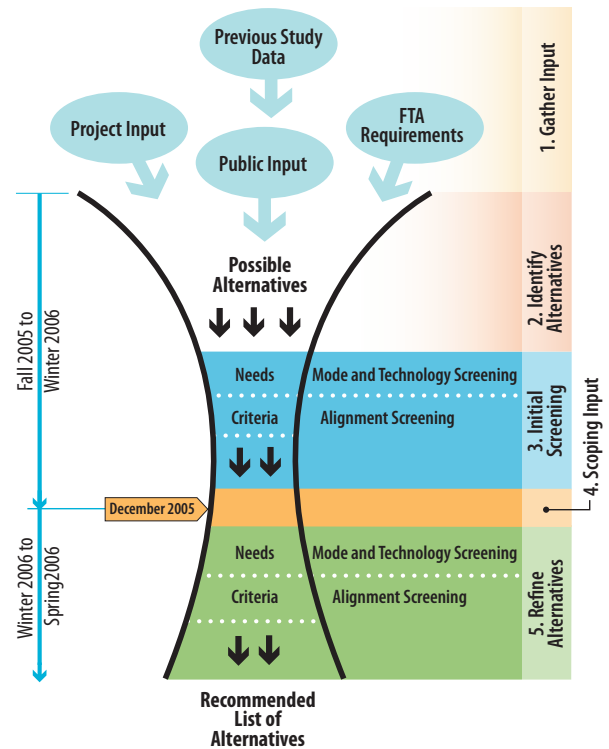 Previous Study
Data
Project Input
FTA
Requirements
Public Input
1. Gather Input
Possible
Alternatives
2. Identify
Alternatives
Fall 2005 to
Winter 2006
Needs
Mode and Technology Screening
Criteria
Alignment Screening
3. Initial
Screening
4. Scoping Input
December 2005
Winter 2006 to
Spring2006
Needs
Mode and Technology Screening
Criteria
Alignment Screening
5. Refine
Alternatives
Recommended
List of
Alternatives